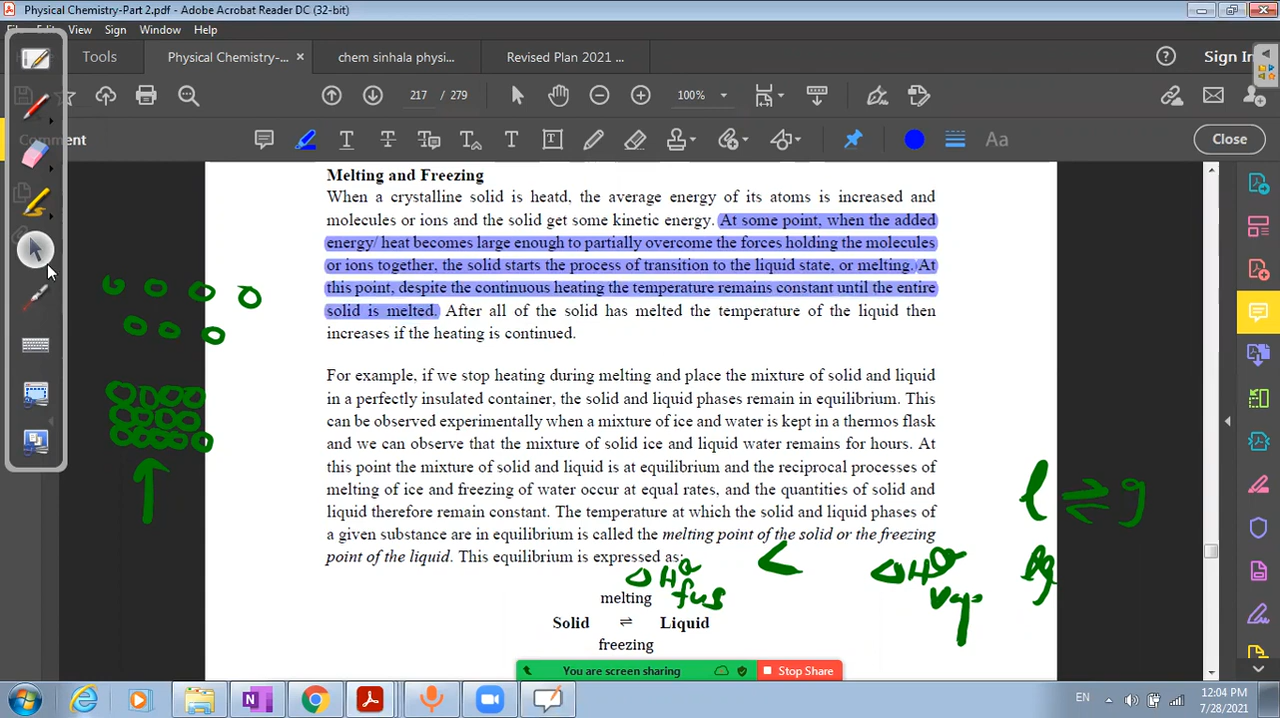 Physical Chemistry-Part 2.pdf - Adobe Acrobat Reader DC (32-bit)
View Sign Window Help
Tools Physical Chemistry-... × chem sinhala physi... Revised Plan 2021 ... Sign In
217 / 279 100%
Comment Close
Melting and Freezing
When a crystalline solid is heatd, the average energy of its atoms is increased and
molecules or ions and the solid get some kinetic energy. At some point, when the added
energy/ heat becomes large enough to partially overcome the forces holding the molecules
or ions together, the solid starts the process of transition to the liquid state, or melting. At
this point, despite the continuous heating the temperature remains constant until the entire
solid is melted. After all of the solid has melted the temperature of the liquid then
increases if the heating is continued.
For example, if we stop heating during melting and place the mixture of solid and liquid
in a perfectly insulated container, the solid and liquid phases remain in equilibrium. This
can be observed experimentally when a mixture of ice and water is kept in a thermos flask
and we can observe that the mixture of solid ice and liquid water remains for hours. At
this point the mixture of solid and liquid is at equilibrium and the reciprocal processes of
melting of ice and freezing of water occur at equal rates, and the quantities of solid and
liquid therefore remain constant. The temperature at which the solid and liquid phases of
a given substance are in equilibrium is called the melting point of the solid or the freezing
point of the liquid. This equilibrium is expressed as:
l ⇌ g
ΔH fus < ΔH vap
melting
Solid ⇌ Liquid
freezing
You are screen sharing Stop Share
EN 12:04 PM
7/28/2021